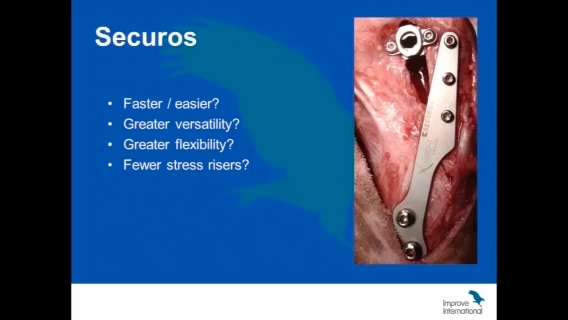 Securos
• Faster / easier?
• Greater versatility?
• Greater flexibility?
• Fewer stress risers?
Improve
International